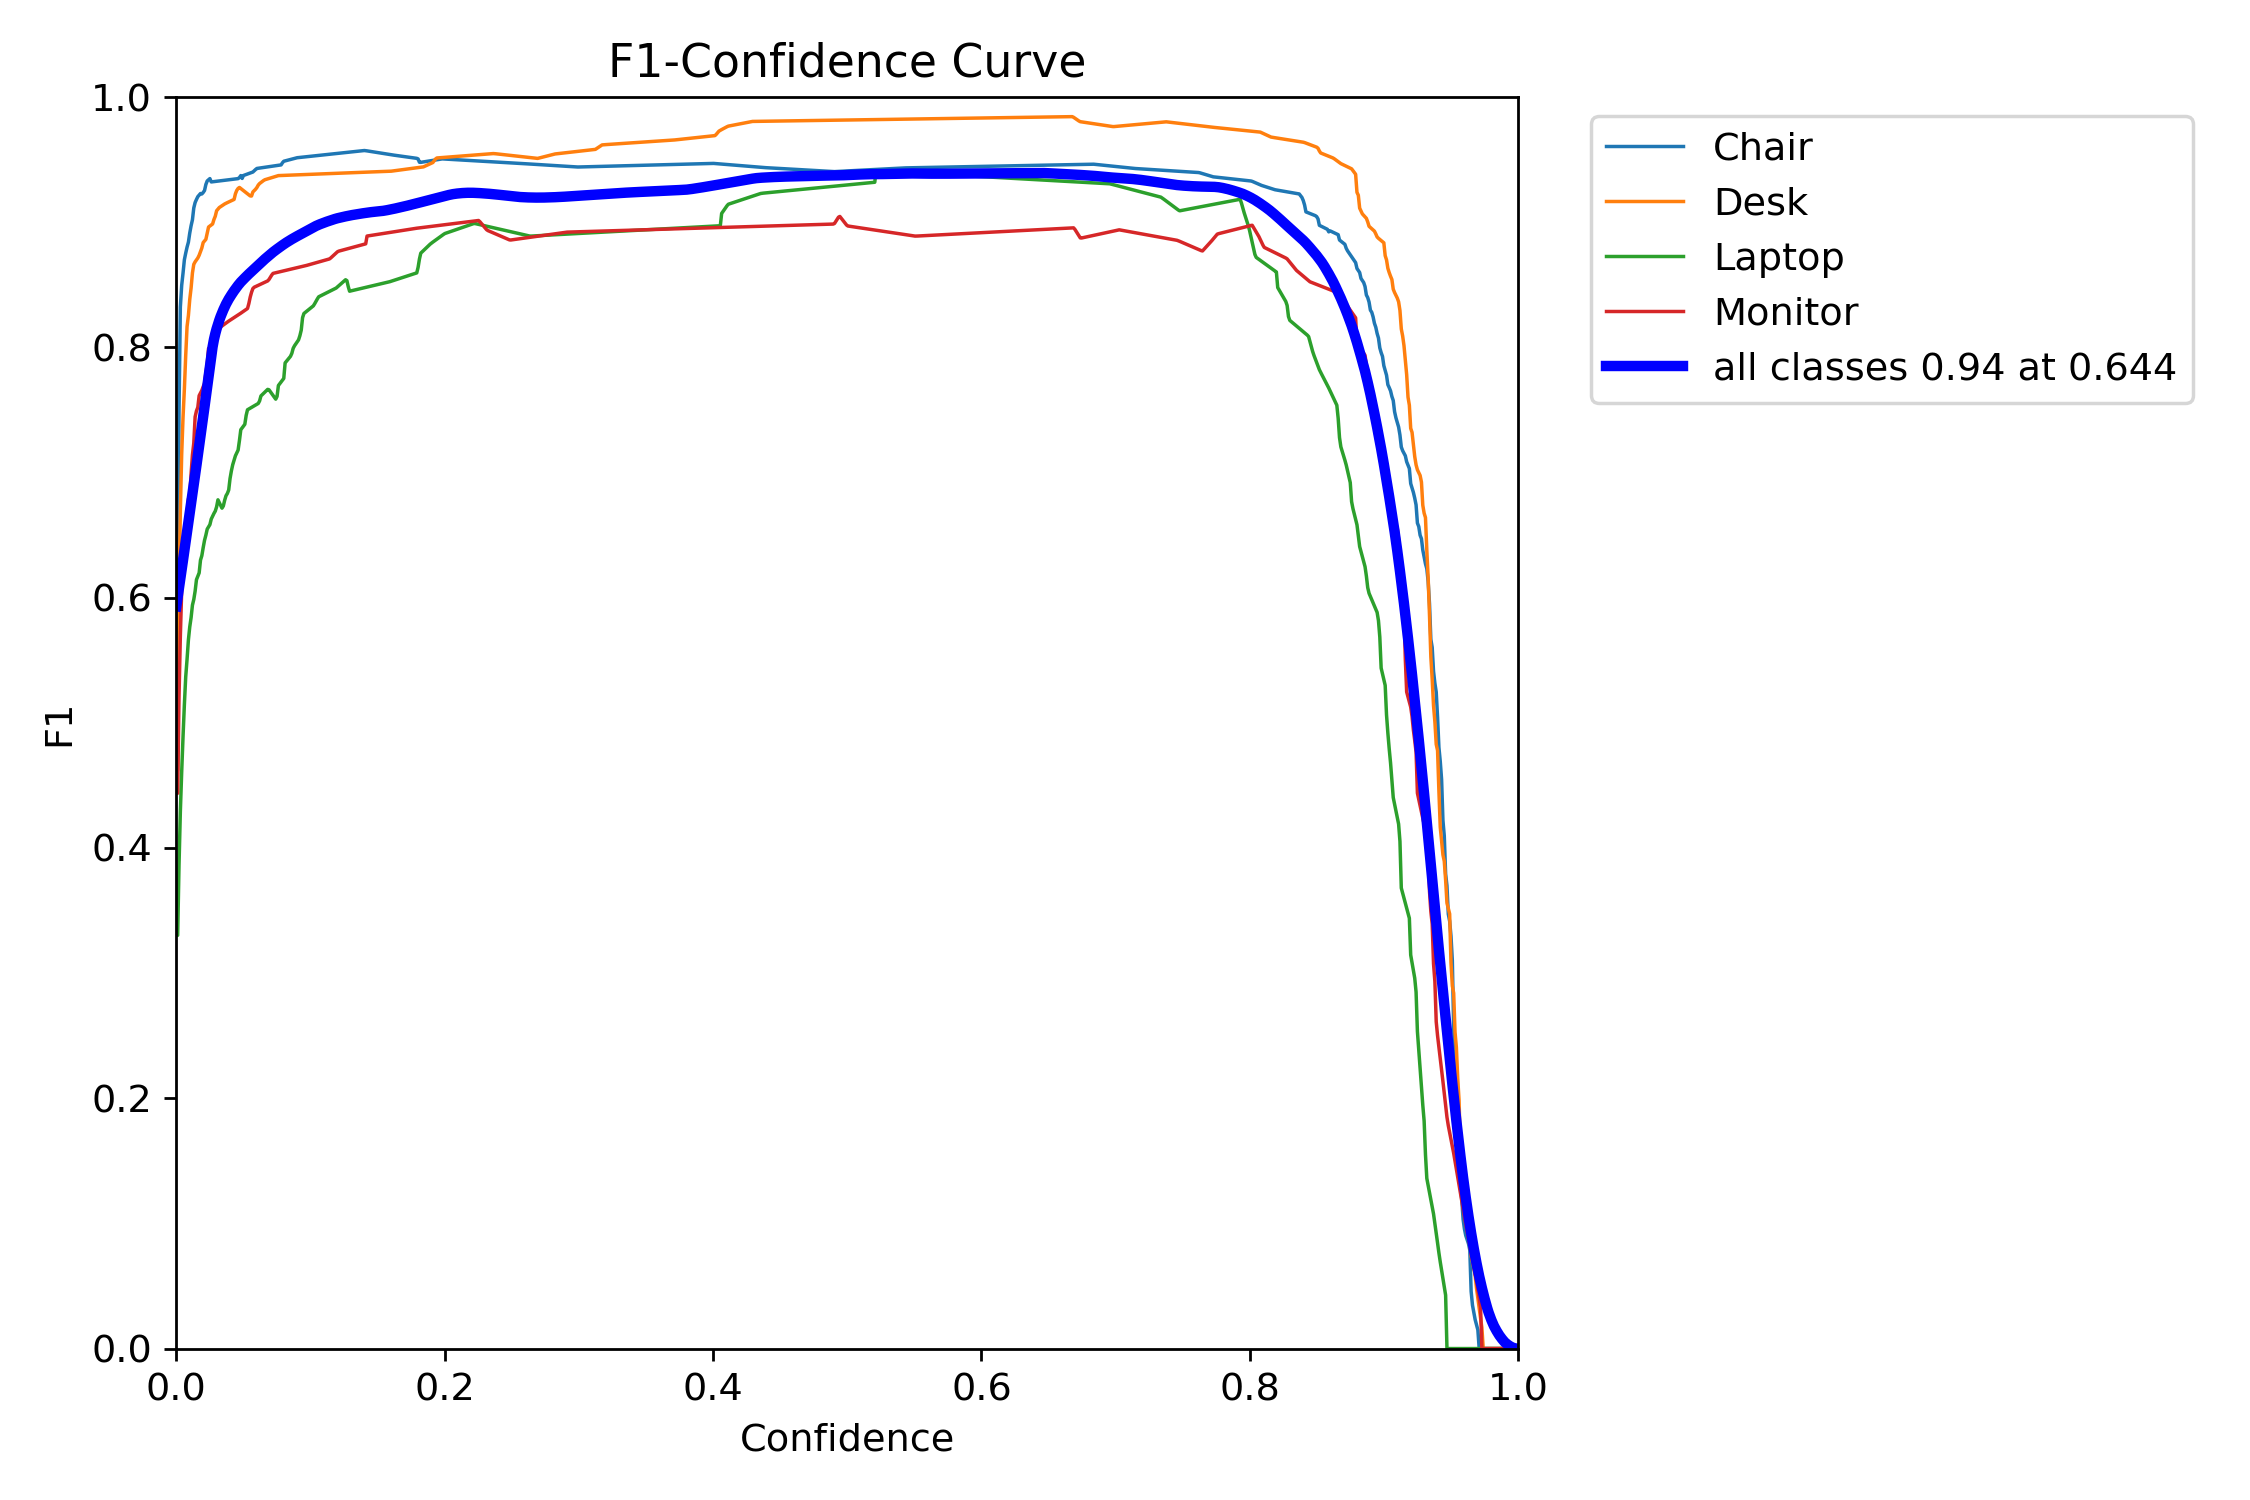 F1-Confidence Curve
1.0
0.8
0.6
0.4
0.2
0.0
F1
0.0 0.2 0.4 0.6 0.8 1.0
Confidence
Chair
Desk
Laptop
Monitor
all classes 0.94 at 0.644